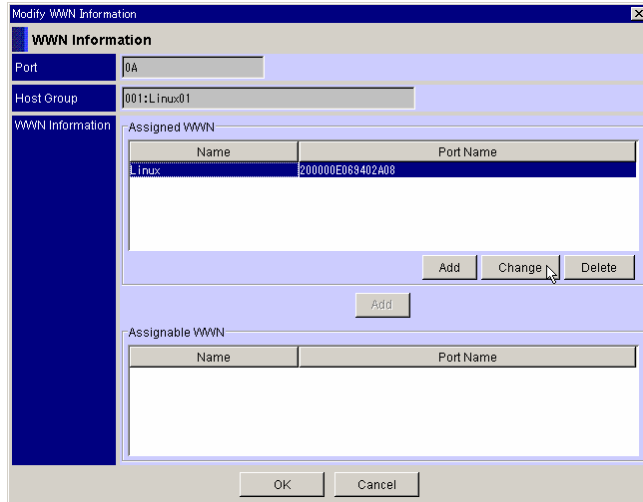 Modify WWN Information
WWN Information
Port
0A
Host Group
001:Linux01
WWN Information
Assigned WWN
Name Port Name
Linux 200000E069402A08
Add Change Delete
Add
Assignable WWN
Name Port Name
OK Cancel